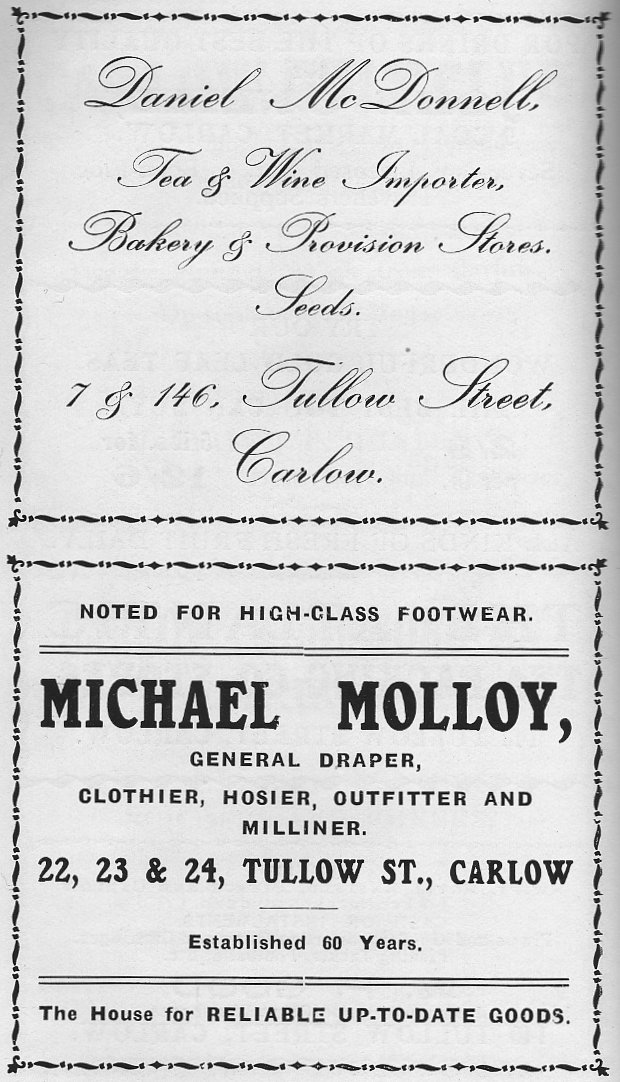 Daniel McDonnell,
Tea & Wine Importer,
Bakery & Provision Stores.
Seeds.
7 & 146, Tullow Street,
Carlow.
NOTED FOR HIGH-CLASS FOOTWEAR.
MICHAEL MOLLOY,
GENERAL DRAPER,
CLOTHIER, HOSIER, OUTFITTER AND
MILLINER.
22, 23 & 24, TULLOW ST., CARLOW
Established 60 Years.
The House for RELIABLE UP-TO-DATE GOODS.